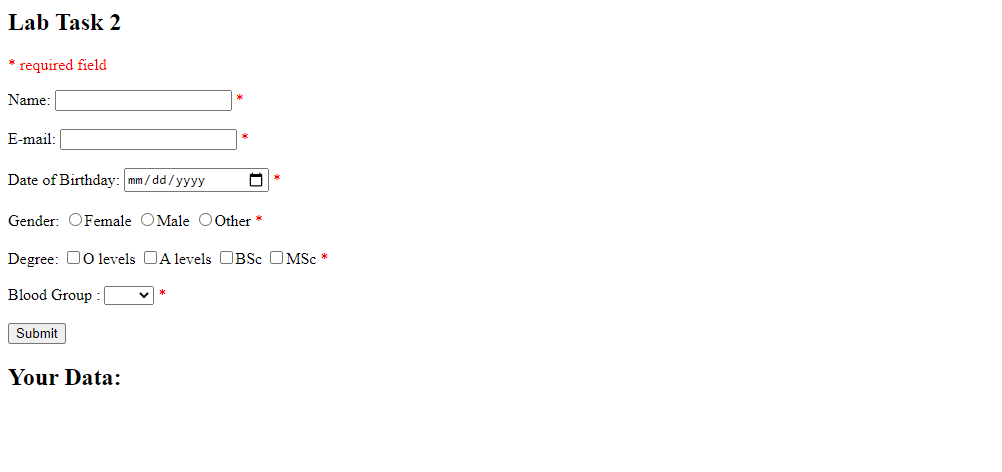 Lab Task 2
* required field
Name: *
E-mail: *
Date of Birthday: mm/dd/yyyy *
Gender: Female Male Other *
Degree: O levels A levels BSc MSc *
Blood Group : *
Submit
Your Data: